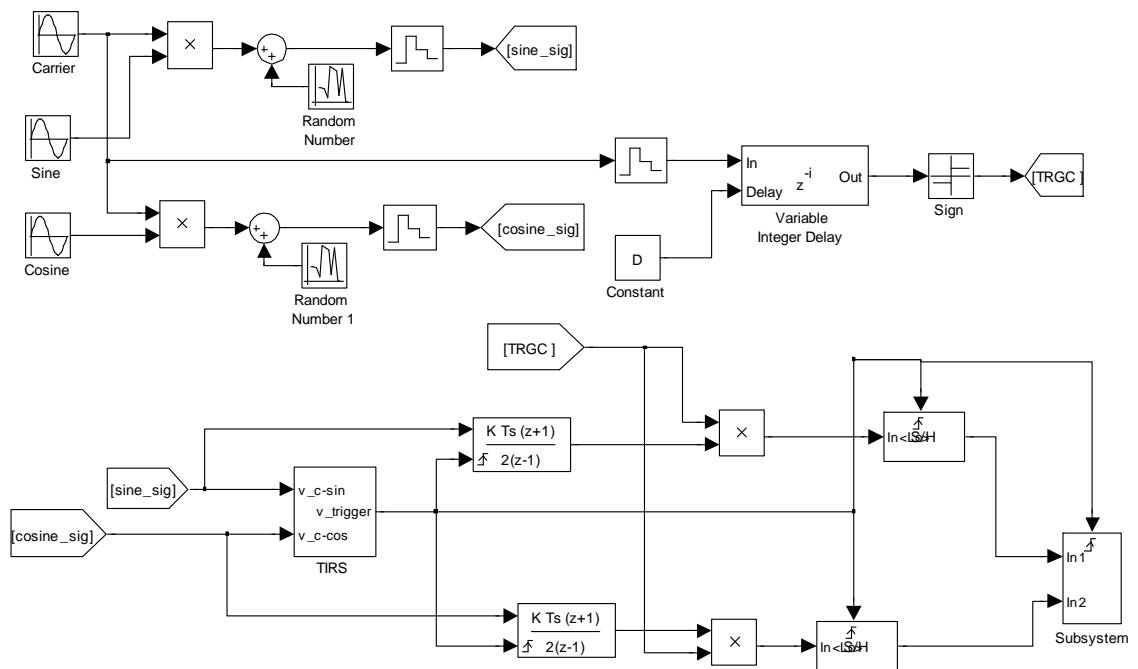 Carrier
×
+
+
[sine_sig]
Random
Number
Sine
In
Delay
z
-i
Out
Variable
Integer Delay
Sign
[TRGC ]
Cosine
×
+
+
[cosine_sig]
Random
Number 1
D
Constant
[TRGC ]
K Ts (z+1)
2(z-1)
×
In
S/H
[sine_sig]
[cosine_sig]
v_c-sin
v_trigger
v_c-cos
TIRS
K Ts (z+1)
2(z-1)
×
In
S/H
In1
In2
Subsystem